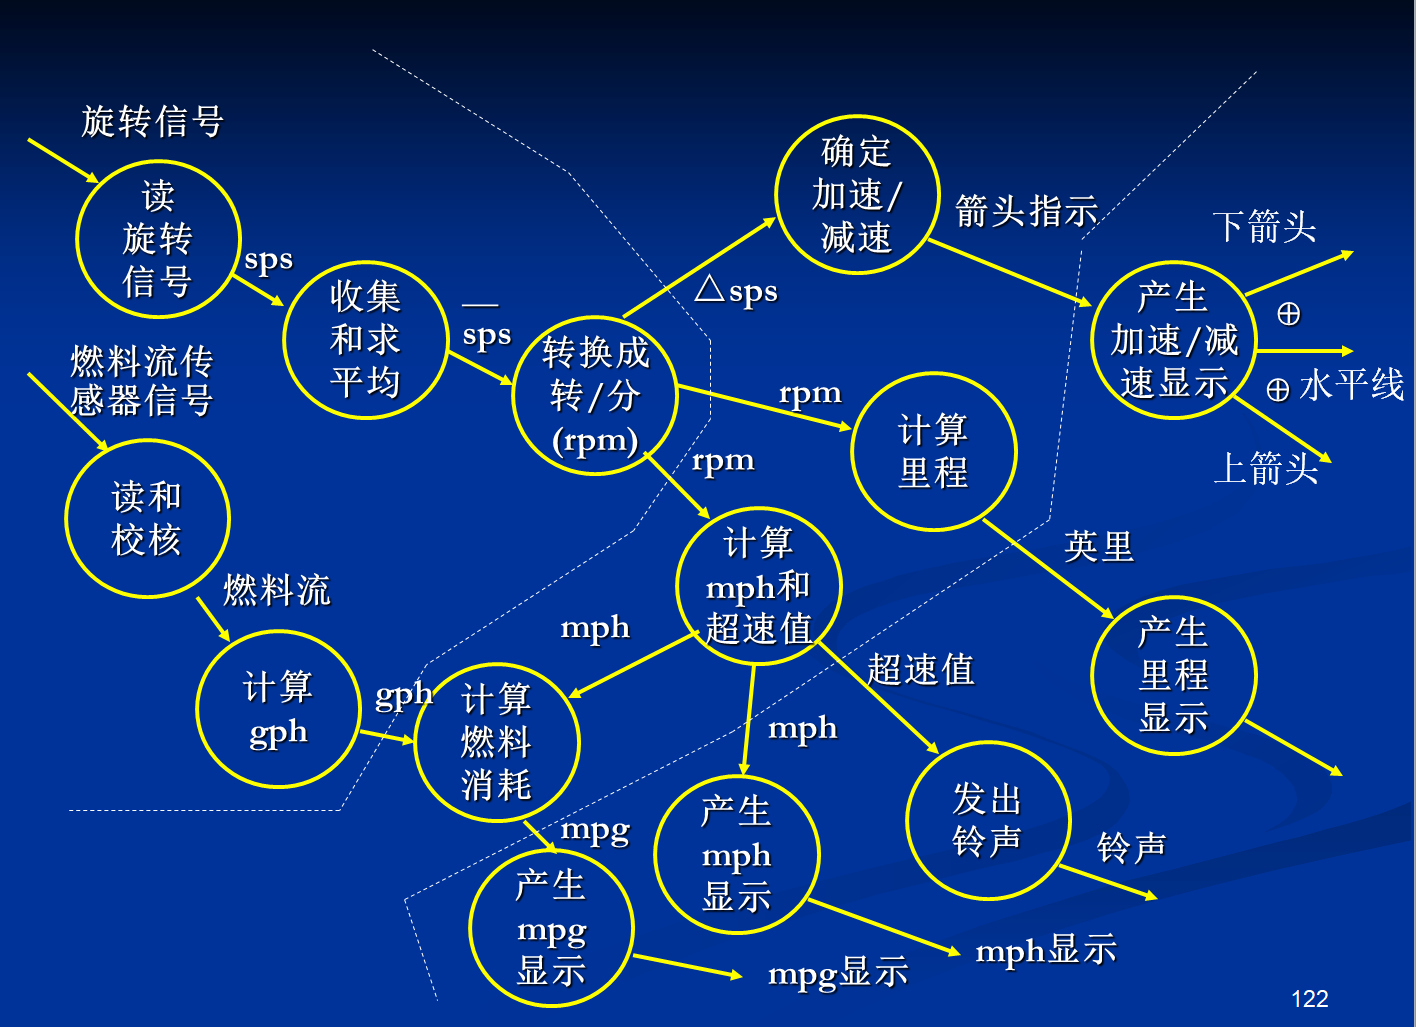 旋转信号
读
旋转
信号
sps
收集
和求
平均
—
sps
转换成
转/分
(rpm)
△sps
确定
加速/
减速
箭头指示
产生
加速/减
速显示
下箭头
⊕
⊕ 水平线
上箭头
rpm
计算
里程
英里
产生
里程
显示
rpm
计算
mph和
超速值
燃料流传
感器信号
读和
校核
燃料流
计算
gph
gph
mph
计算
燃料
消耗
mpg
产生
mpg
显示
mpg显示
mph
产生
mph
显示
mph显示
超速值
发出
铃声
铃声
122